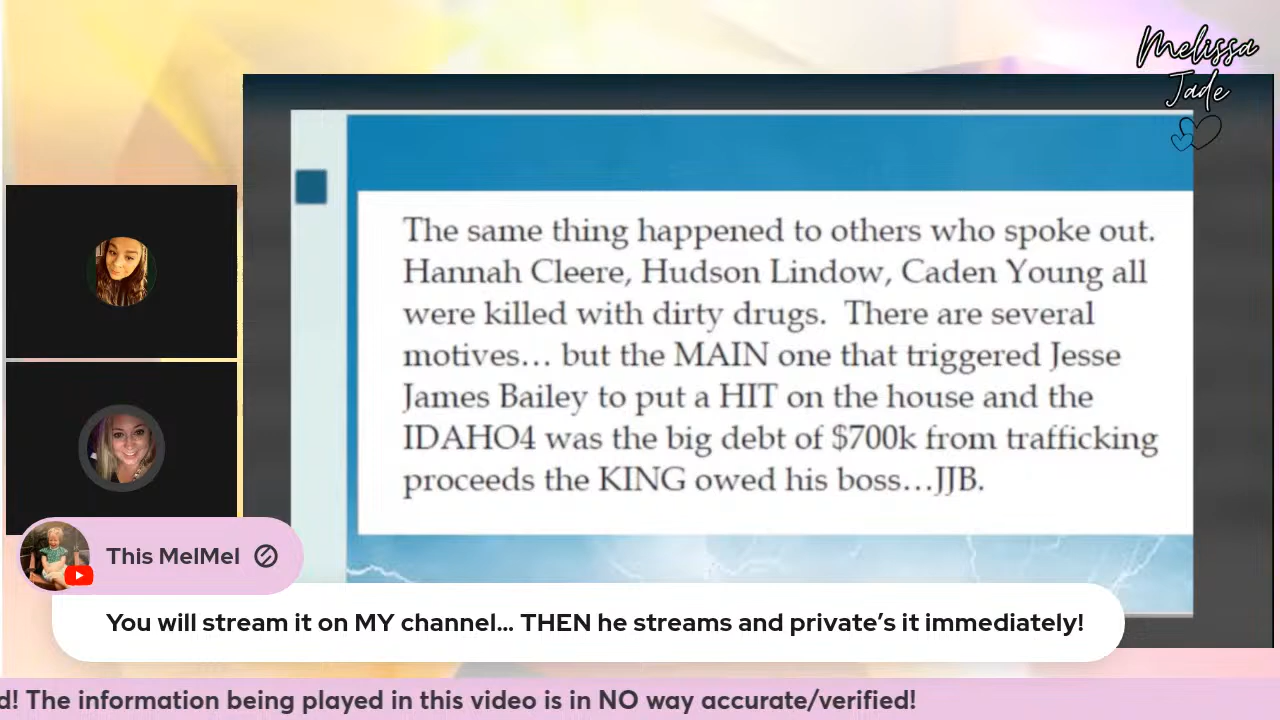 Melissa
Jade
The same thing happened to others who spoke out.
Hannah Cleere, Hudson Lindow, Caden Young all
were killed with dirty drugs.  There are several
motives... but the MAIN one that triggered Jesse
James Bailey to put a HIT on the house and the
IDAHO4 was the big debt of $700k from trafficking
proceeds the KING owed his boss...JJB.
This MelMel
You will stream it on MY channel... THEN he streams and private’s it immediately!
d! The information being played in this video is in NO way accurate/verified!